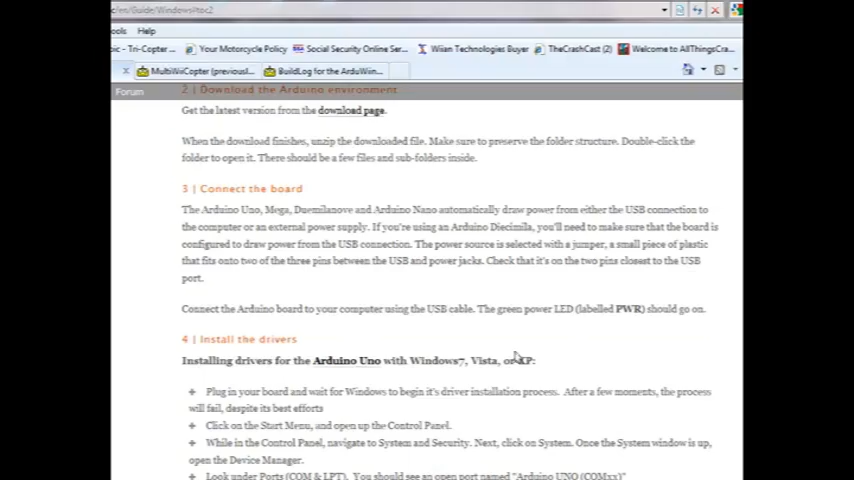 c/en/Guide/Windows#toc2
ools Help
pic - Tri-Copter ... Your Motorcycle Policy Social Security Online Ser... Wiian Technologies Buyer TheCrashCast (2) Welcome to AllThingsCra...
x MultiWiiCopter (previousl... BuildLog for the ArduWiin...
Forum
2 | Download the Arduino environment
Get the latest version from the download page.
When the download finishes, unzip the downloaded file. Make sure to preserve the folder structure. Double-click the
folder to open it. There should be a few files and sub-folders inside.
3 | Connect the board
The Arduino Uno, Mega, Duemilanove and Arduino Nano automatically draw power from either the USB connection to
the computer or an external power supply. If you're using an Arduino Diecimila, you'll need to make sure that the board is
configured to draw power from the USB connection. The power source is selected with a jumper, a small piece of plastic
that fits onto two of the three pins between the USB and power jacks. Check that it's on the two pins closest to the USB
port.
Connect the Arduino board to your computer using the USB cable. The green power LED (labelled PWR) should go on.
4 | Install the drivers
Installing drivers for the Arduino Uno with Windows7, Vista, or XP:
Plug in your board and wait for Windows to begin it's driver installation process. After a few moments, the process
will fail, despite its best efforts
Click on the Start Menu, and open up the Control Panel.
While in the Control Panel, navigate to System and Security. Next, click on System. Once the System window is up,
open the Device Manager.
Look under Ports (COM & LPT). You should see an open port named "Arduino UNO (COMxx)"